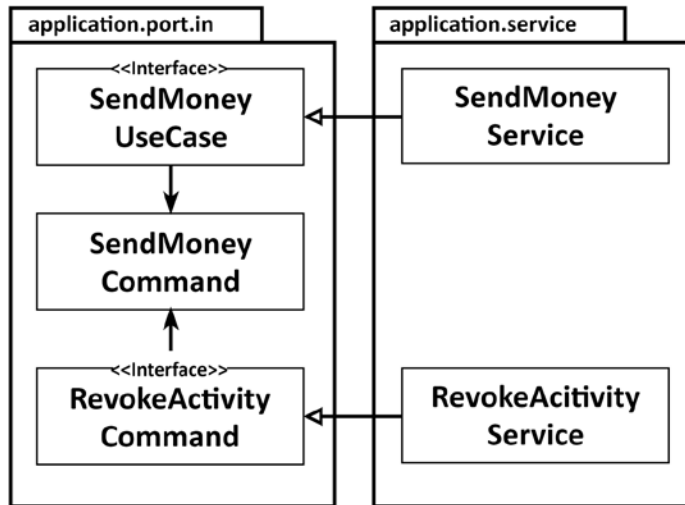 application.port.in
application.service
<<Interface>>
SendMoney
UseCase
SendMoney
Service
SendMoney
Command
<<Interface>>
RevokeActivity
Command
RevokeAcitivity
Service